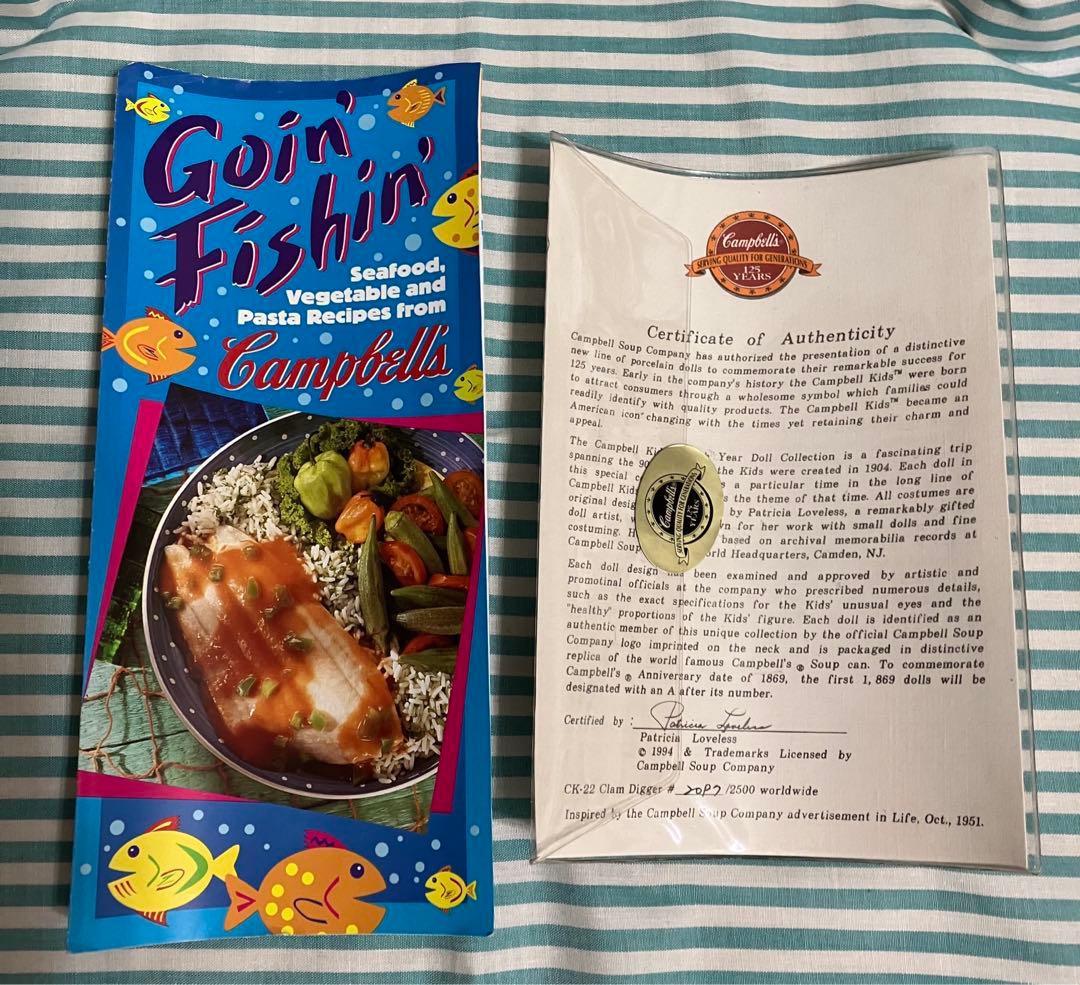 Goin'
Fishin'
Seafood,
Vegetable and
Pasta Recipes from
Campbell's
Campbell's
SERVING QUALITY FOR GENERATIONS
125
YEARS
Certificate of Authenticity
Campbell Soup Company has authorized the presentation of a distinctive
new line of porcelain dolls to commemorate their remarkable success for
125 years. Early in the company's history the Campbell Kids™ were born
to attract consumers through a wholesome symbol which families could
readily identify with quality products. The Campbell Kids™ became an
American icon changing with the times yet retaining their charm and
appeal.
The Campbell Year Doll Collection is a fascinating trip
spanning the the Kids were created in 1904. Each doll in
this special a particular time in the long line of
Campbell the theme of that time. All costumes are
original by Patricia Loveless, a remarkably gifted
doll artist, for her work with small dolls and fine
costuming. based on archival memorabilia records at
Campbell Soup Headquarters, Camden, NJ.
Campbell's
SERVING QUALITY FOR GENERATIONS
125
YEARS
Each doll design has been examined and approved by artistic and
promotinal officials at the company who prescribed numerous details,
such as the exact specifications for the Kids' unusual eyes and the
"healthy" proportions of the Kids' figure. Each doll is identified as an
authentic member of this unique collection by the official Campbell Soup
Company logo imprinted on the neck and is packaged in distinctive
replica of the world famous Campbell's ® Soup can. To commemorate
Campbell's ® Anniversary date of 1869, the first 1,869 dolls will be
designated with an A after its number.
Certified by : Patricia Loveless
Patricia Loveless
© 1994 & Trademarks Licensed by
Campbell Soup Company
CK-22 Clam Digger # /2500 worldwide
Inspired by the Campbell Soup Company advertisement in Life, Oct., 1951.